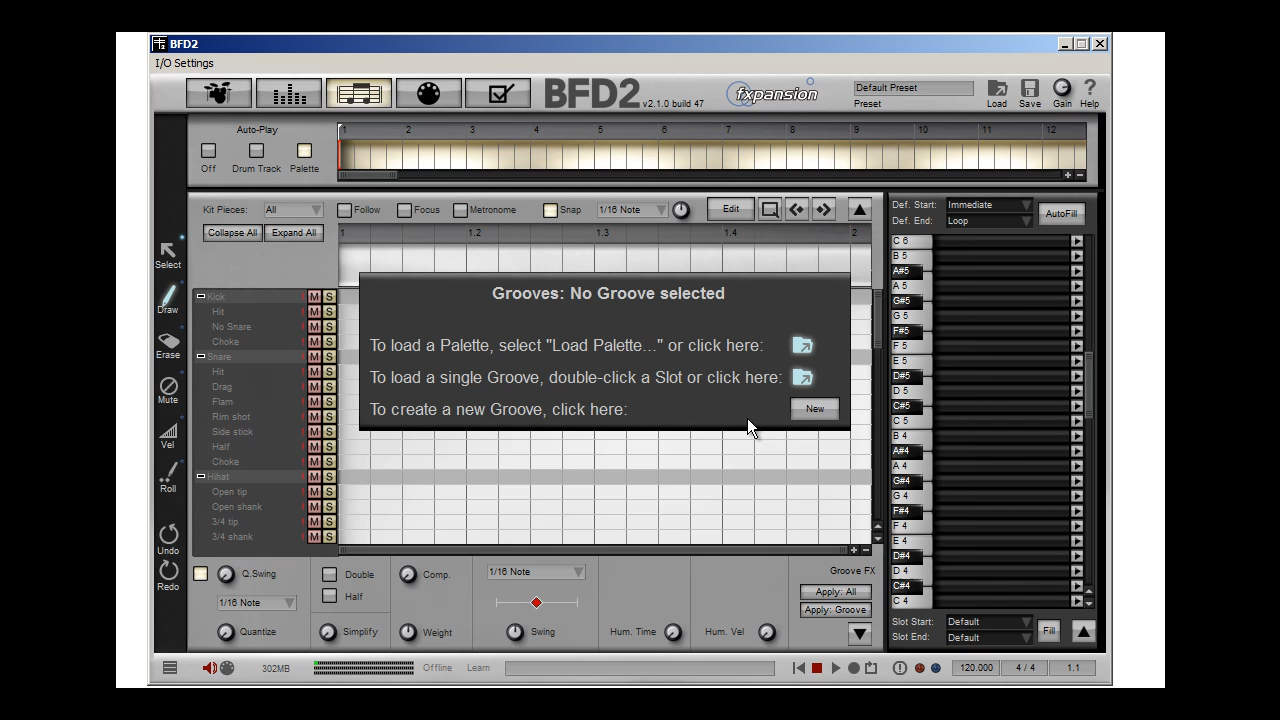 BFD2
I/O Settings
BFD2 v2.1.0 build 47
fxpansion
Default Preset
Preset
Load Save Gain Help
Auto-Play
Off Drum Track Palette
1 2 3 4 5 6 7 8 9 10 11 12
Kit Pieces: All Follow Focus Metronome Snap 1/16 Note Edit
Collapse All Expand All
1 1.2 1.3 1.4 2
Def. Start: Immediate
Def. End: Loop
AutoFill
Select
Draw
Erase
Mute
Vel
Roll
Undo
Redo
Kick M S
Hit M S
No Snare M S
Choke M S
Snare M S
Hit M S
Drag M S
Flam M S
Rim shot M S
Side stick M S
Half M S
Choke M S
Hihat M S
Open tip M S
Open shank M S
3/4 tip M S
3/4 shank M S
Grooves: No Groove selected
To load a Palette, select "Load Palette..." or click here:
To load a single Groove, double-click a Slot or click here:
To create a new Groove, click here: New
C 6
B 5
A#5
A 5
G#5
G 5
F#5
F 5
E 5
D#5
D 5
C#5
C 5
B 4
A#4
A 4
G#4
G 4
F#4
F 4
E 4
D#4
D 4
C#4
C 4
Q.Swing
1/16 Note
Quantize
Double
Half
Simplify
Comp.
Weight
1/16 Note
Swing
Hum. Time
Hum. Vel
Groove FX
Apply: All
Apply: Groove
Slot Start: Default
Slot End: Default
Fill
302MB Offline Learn 120.000 4 / 4 1.1